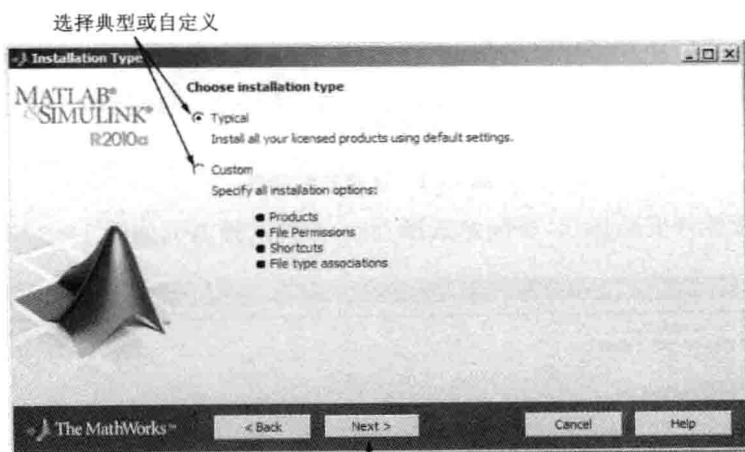 选择典型或自定义
Installation Type
MATLAB®
&SIMULINK®
R2010a
Choose installation type
Typical
Install all your licensed products using default settings.
Custom
Specify all installation options:
Products
File Permissions
Shortcuts
File type associations
The MathWorks™
< Back
Next >
Cancel
Help